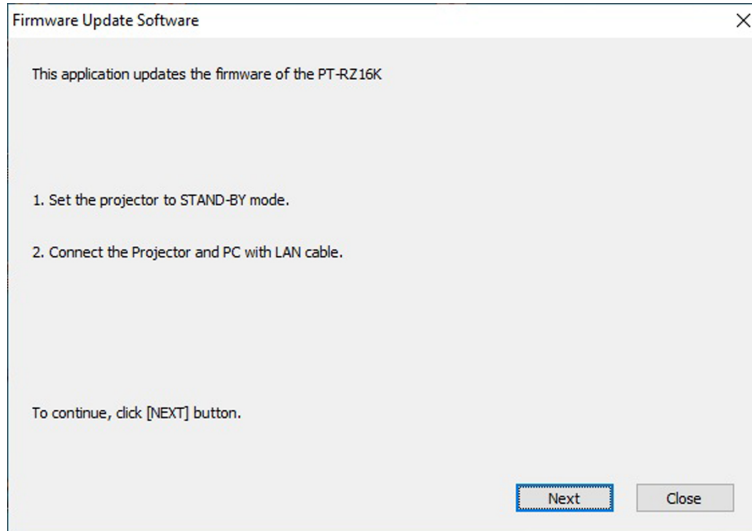 Firmware Update Software
This application updates the firmware of the PT-RZ16K
1. Set the projector to STAND-BY mode.
2. Connect the Projector and PC with LAN cable.
To continue, click [NEXT] button.
Next
Close